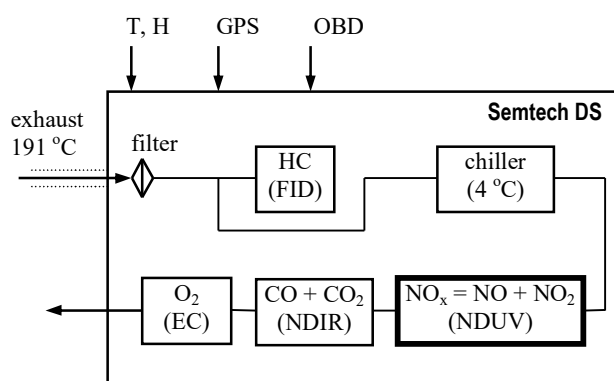 T, H
GPS
OBD
Semtech DS
exhaust
191 °C
filter
HC
(FID)
chiller
(4 °C)
O₂
(EC)
CO + CO₂
(NDIR)
NOₓ = NO + NO₂
(NDUV)